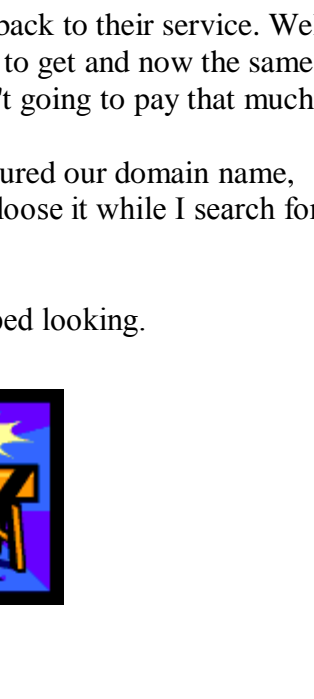 back to their service. We
to get and now the same
't going to pay that much
ured our domain name,
loose it while I search for
ped looking.